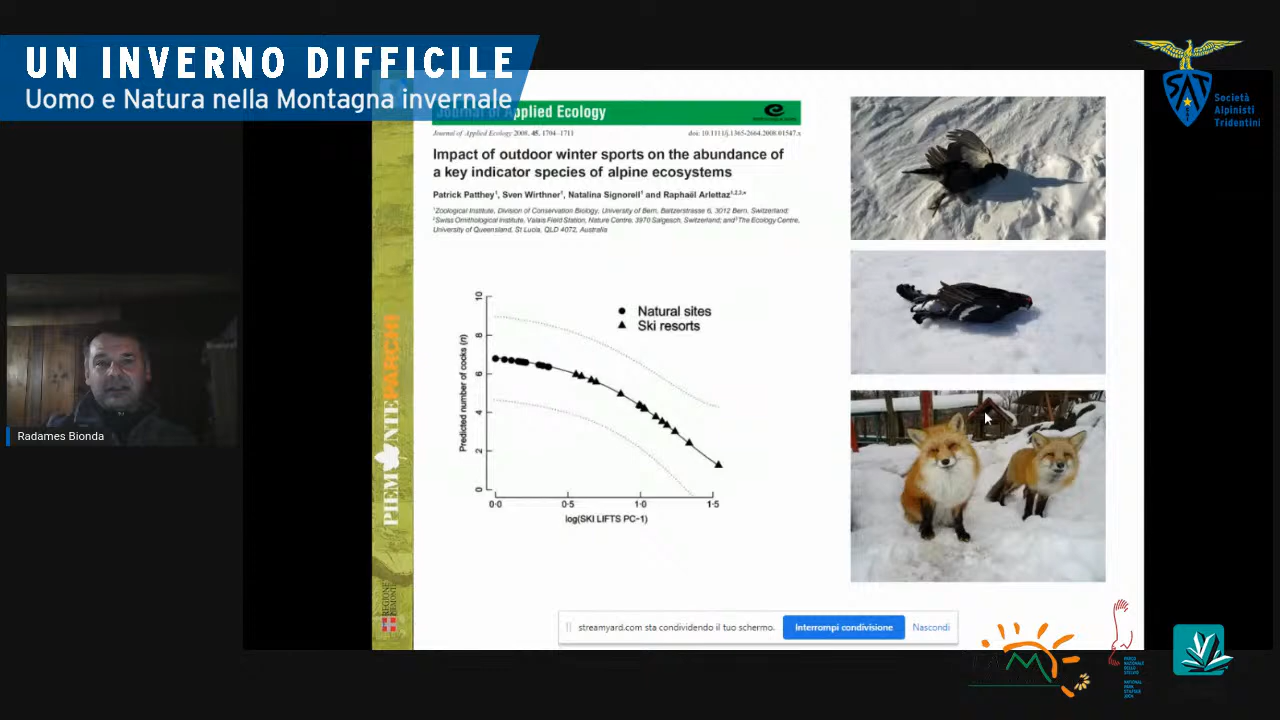 UN INVERNO DIFFICILE
Uomo e Natura nella Montagna invernale
Società
Alpinisti
Tridentini
SAT
Journal of Applied Ecology
Journal of Applied Ecology 2008, 45, 1704–1711
doi: 10.1111/j.1365-2664.2008.01547.x
Impact of outdoor winter sports on the abundance of
a key indicator species of alpine ecosystems
Patrick Patthey¹, Sven Wirthner¹, Natalina Signorell¹ and Raphaël Arlettaz¹,²,³,*
¹Zoological Institute, Division of Conservation Biology, University of Bern, Baltzerstrasse 6, 3012 Bern, Switzerland;
²Swiss Ornithological Institute, Valais Field Station, Nature Centre, 3970 Salgesch, Switzerland; and ³The Ecology Centre,
University of Queensland, St Lucia, QLD 4072, Australia
Natural sites
Ski resorts
Predicted number of cocks (n)
10
8
6
4
2
0
0·0 0·5 1·0 1·5
log(SKI LIFTS PC−1)
PIEMONTE PARCHI
REGIONE
PIEMONTE
Radames Bionda
streamyard.com sta condividendo il tuo schermo.
Interrompi condivisione
Nascondi
PARCO
NAZIONALE
DELLO
STELVIO